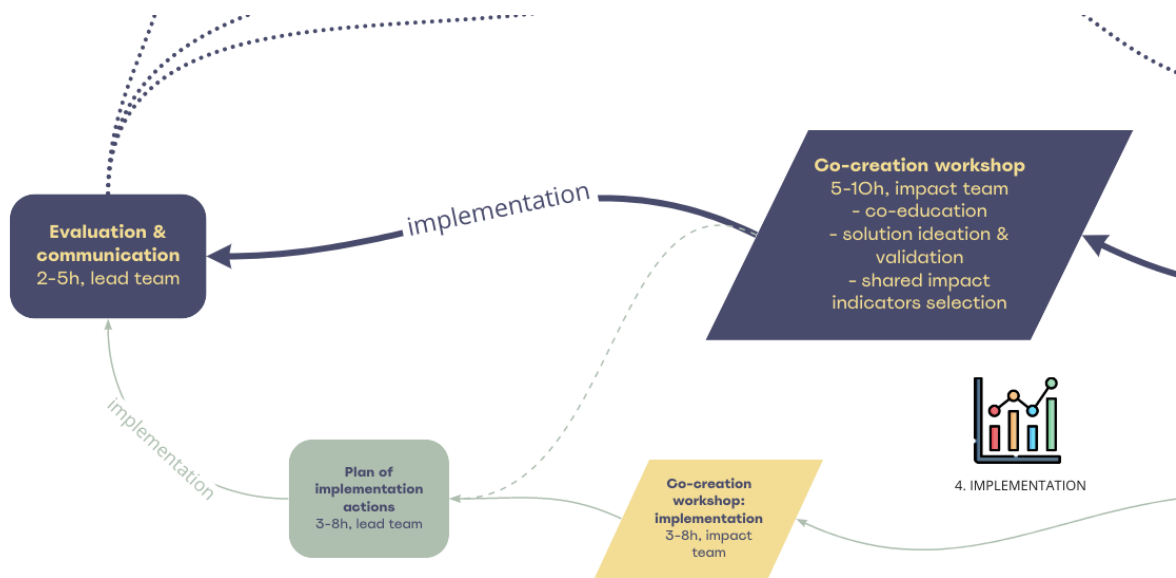 Co-creation workshop
5-10h, impact team
- co-education
- solution ideation &
validation
- shared impact
indicators selection
implementation
Evaluation &
communication
2-5h, lead team
implementation
Plan of
implementation
actions
3-8h, lead team
Co-creation
workshop:
implementation
3-8h, impact
team
4. IMPLEMENTATION